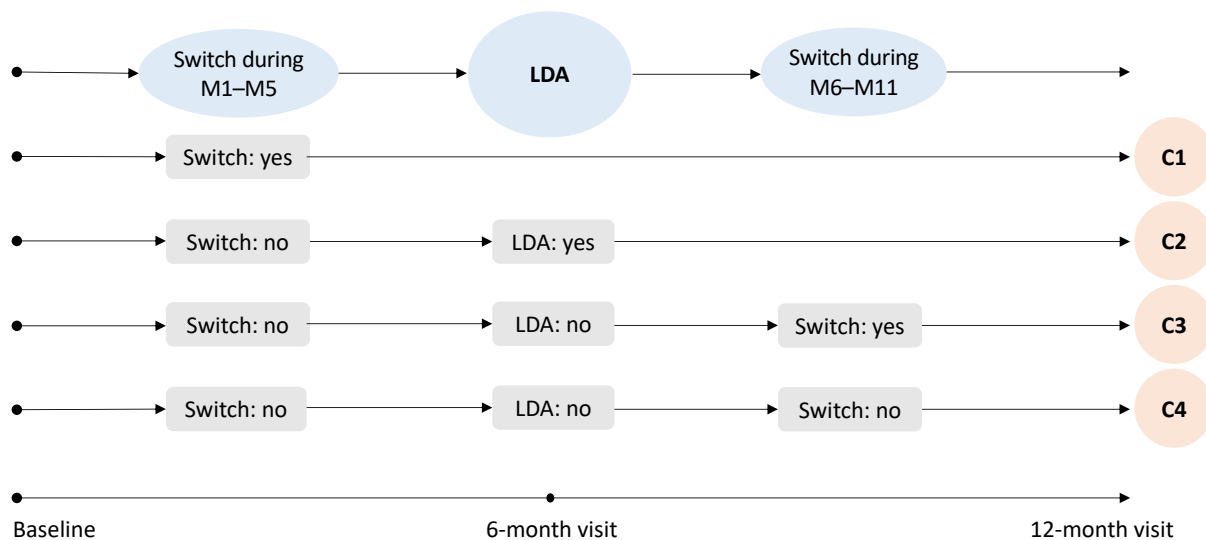 Switch during
M1–M5
LDA
Switch during
M6–M11
Switch: yes
C1
Switch: no
LDA: yes
C2
Switch: no
LDA: no
Switch: yes
C3
Switch: no
LDA: no
Switch: no
C4
Baseline
6-month visit
12-month visit